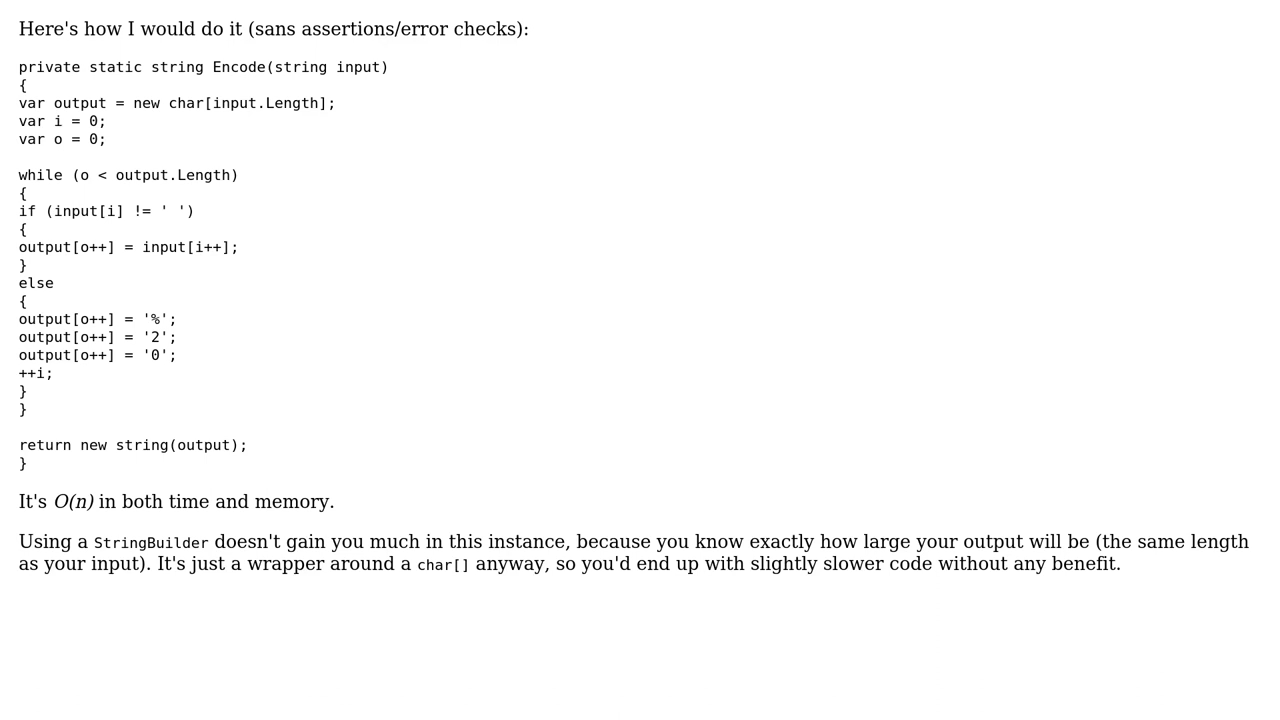 Here's how I would do it (sans assertions/error checks):
private static string Encode(string input)
{
var output = new char[input.Length];
var i = 0;
var o = 0;
while (o < output.Length)
{
if (input[i] != ' ')
{
output[o++] = input[i++];
}
else
{
output[o++] = '%';
output[o++] = '2';
output[o++] = '0';
++i;
}
}
return new string(output);
}
It's O(n) in both time and memory.
Using a StringBuilder doesn't gain you much in this instance, because you know exactly how large your output will be (the same length
as your input). It's just a wrapper around a char[] anyway, so you'd end up with slightly slower code without any benefit.